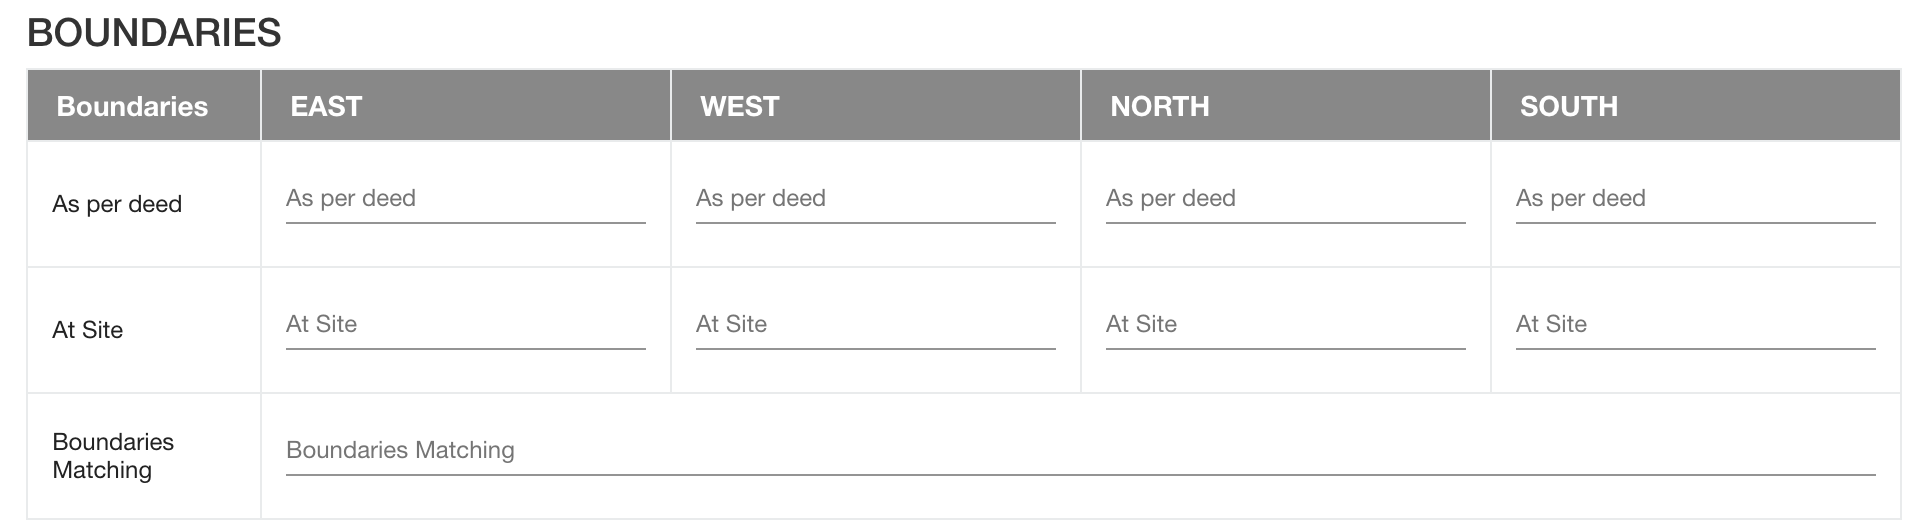 BOUNDARIES
Boundaries EAST WEST NORTH SOUTH
As per deed As per deed As per deed As per deed As per deed
At Site At Site At Site At Site At Site
Boundaries
Matching
Boundaries Matching